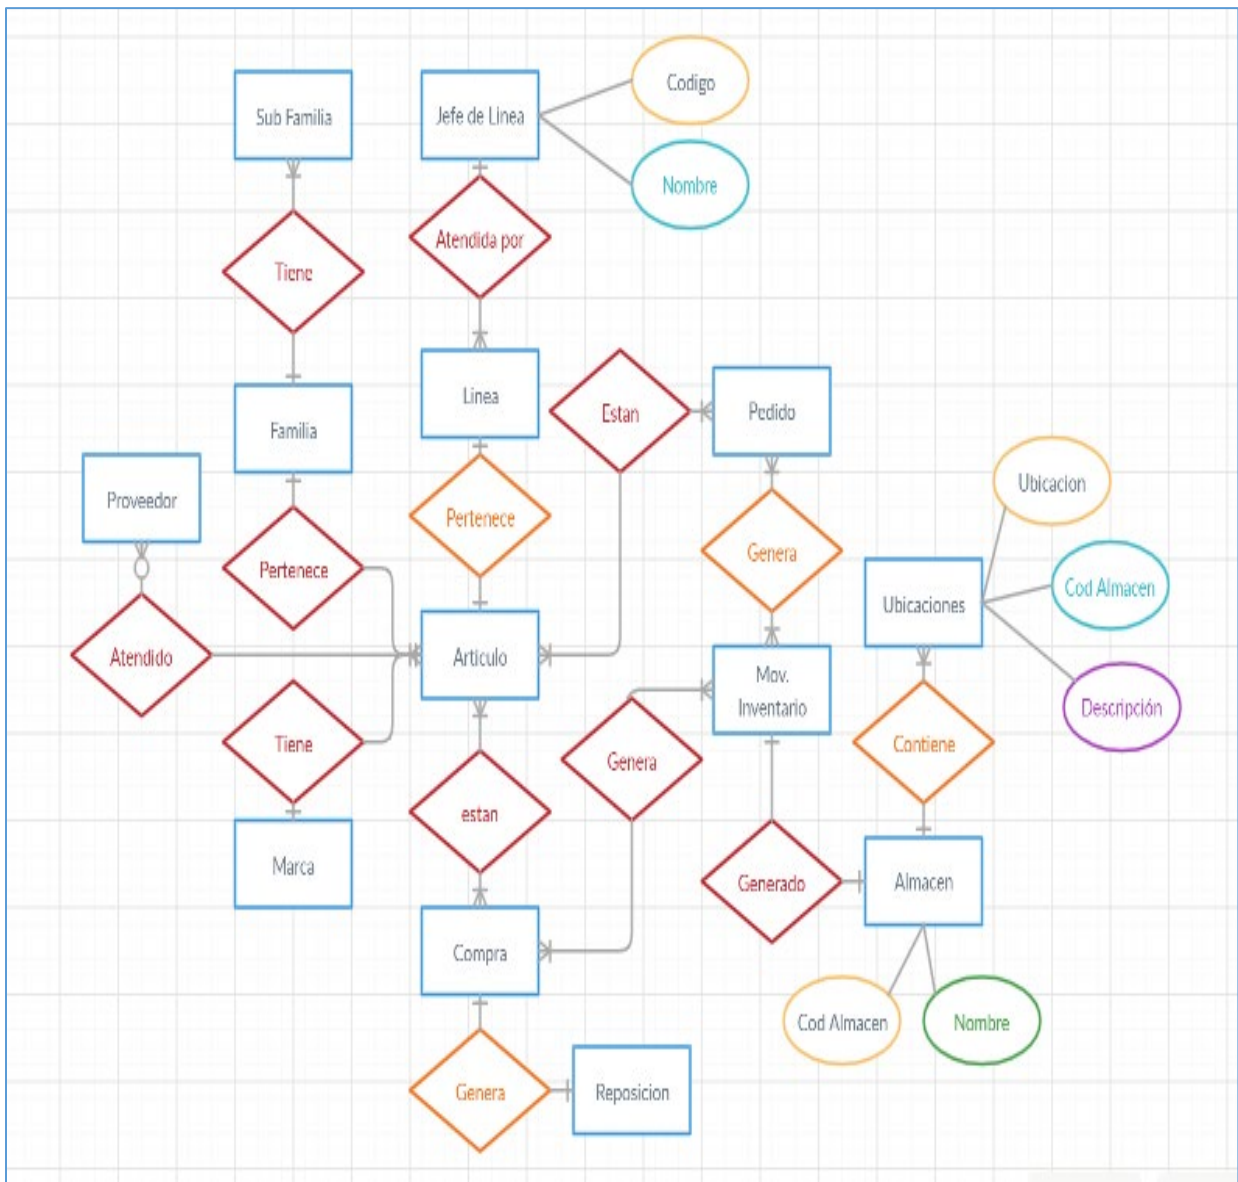 Codigo
Sub Familia
Jefe de Linea
Nombre
Atendida por
Tiene
Linea
Estan
Pedido
Familia
Ubicacion
Proveedor
Pertenece
Genera
Pertenece
Cod Almacen
Ubicaciones
Atendido
Articulo
Mov.
Inventario
Descripción
Tiene
Contiene
Genera
estan
Marca
Generado
Almacen
Compra
Cod Almacen
Nombre
Genera
Reposicion